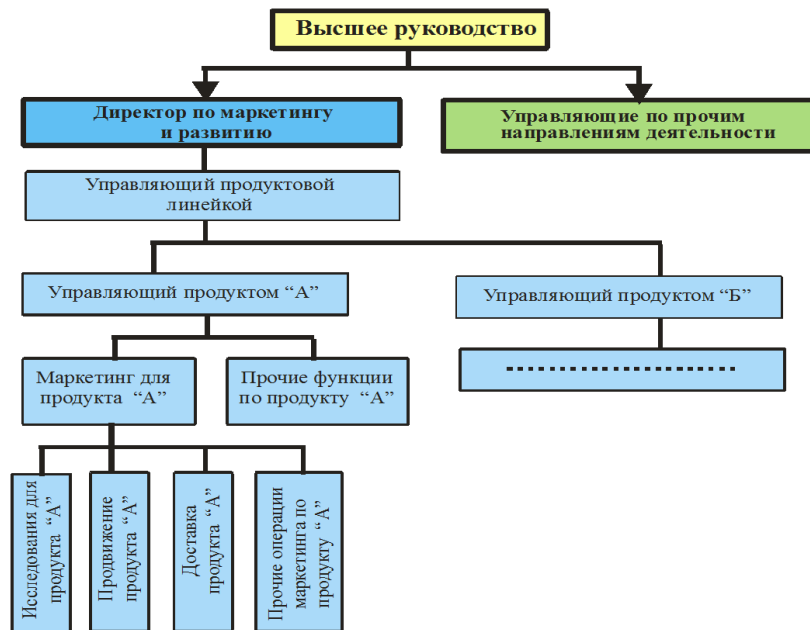 Высшее руководство
Директор по маркетингу
и развитию
Управляющие по прочим
направлениям деятельности
Управляющий продуктовой
линейкой
Управляющий продуктом “А”
Управляющий продуктом “Б”
Маркетинг для
продукта “А”
Прочие функции
по продукту “А”
Исследования для
продукта “А”
Продвижение
продукта “А”
Доставка
продукта “А”
Прочие операции
маркетинга по
продукту “А”